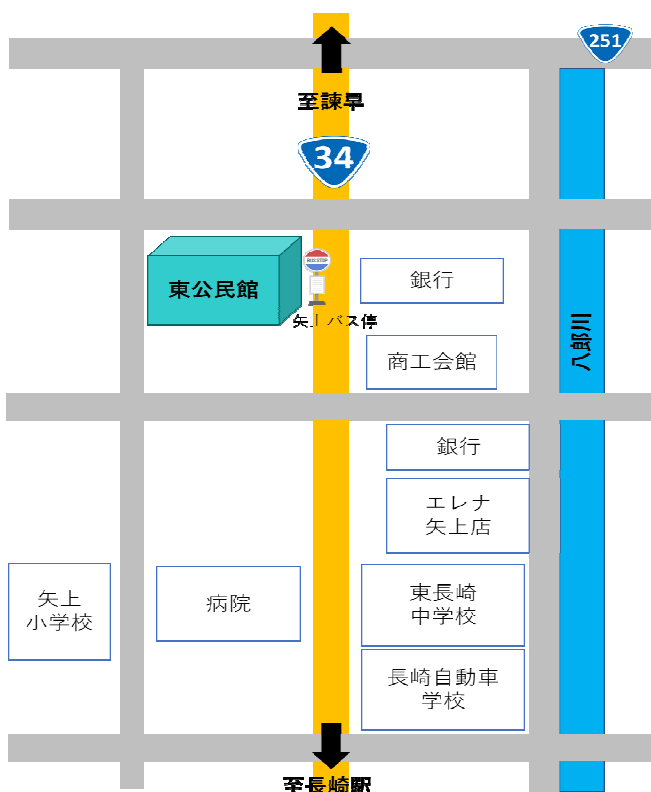 251
至諫早
34
東公民館
BUS STOP
矢上バス停
銀行
商工会館
八郎川
銀行
エレナ
矢上店
矢上
小学校
病院
東長崎
中学校
長崎自動車
学校
至長崎駅